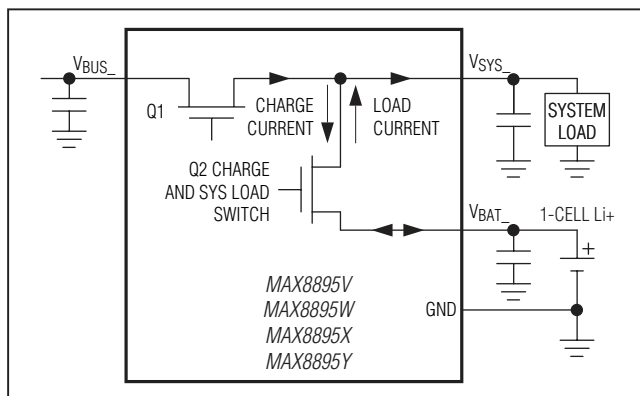 VBUS_
VSYS_
Q1
CHARGE
CURRENT
LOAD
CURRENT
SYSTEM
LOAD
Q2 CHARGE
AND SYS LOAD
SWITCH
VBAT_
1-CELL Li+
+
MAX8895V
MAX8895W
MAX8895X
MAX8895Y
GND